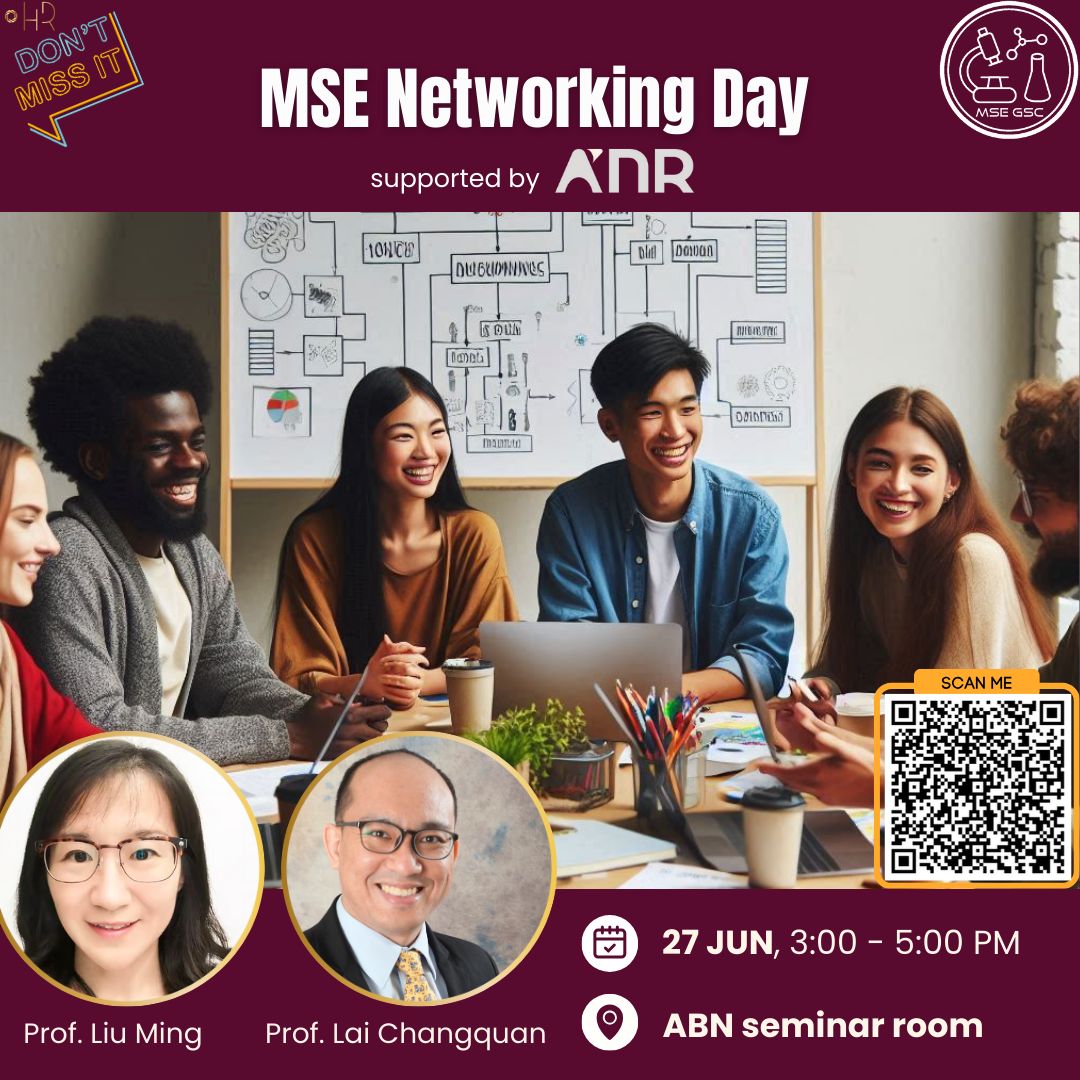 HR
DON'T
MISS IT
MSE Networking Day
supported by ANR
MSE GSC
SCAN ME
27 JUN, 3:00 - 5:00 PM
ABN seminar room
Prof. Liu Ming
Prof. Lai Changquan